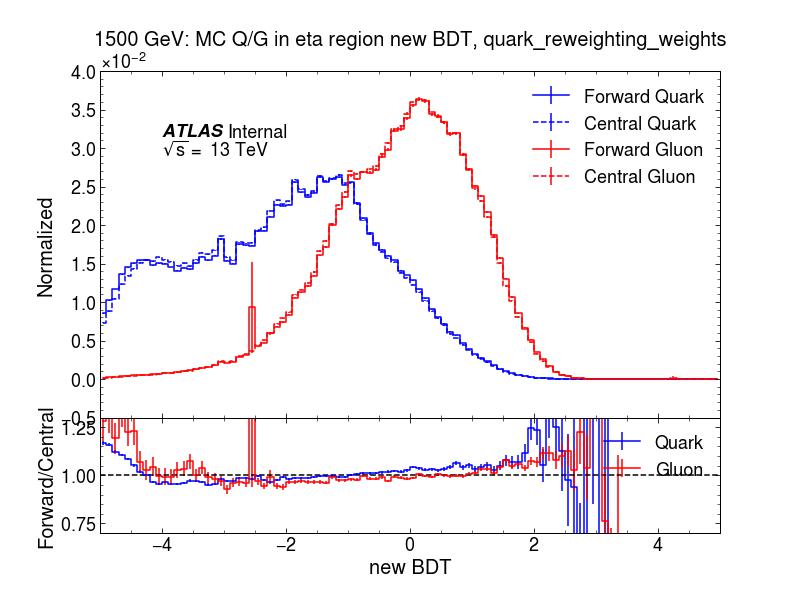 1500 GeV: MC Q/G in eta region new BDT, quark_reweighting_weights
×10⁻²
4.0
3.5
3.0
2.5
2.0
1.5
1.0
0.5
0.0
Normalized
ATLAS Internal
√s = 13 TeV
Forward Quark
Central Quark
Forward Gluon
Central Gluon
−0.5
1.25
1.00
0.75
Forward/Central
Quark
Gluon
−4 −2 0 2 4
new BDT